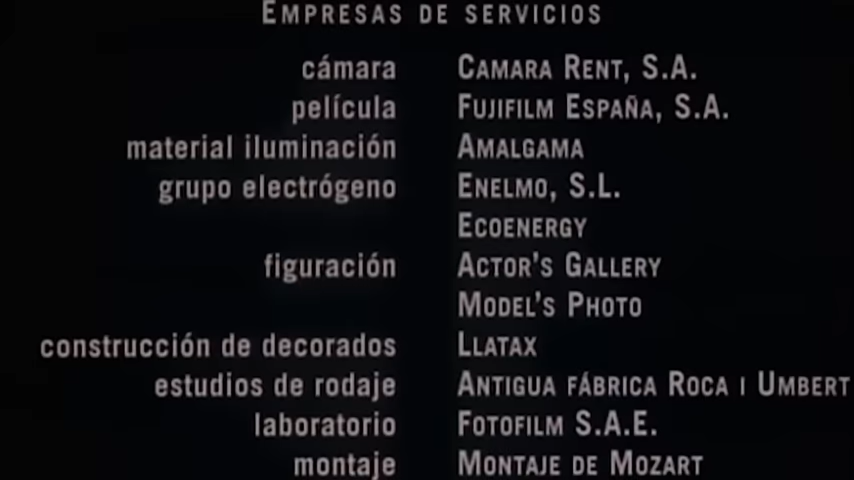 EMPRESAS DE SERVICIOS
cámara CAMARA RENT, S.A.
película FUJIFILM ESPAÑA, S.A.
material iluminación AMALGAMA
grupo electrógeno ENELMO, S.L.
ECOENERGY
figuración ACTOR'S GALLERY
MODEL'S PHOTO
construcción de decorados LLATAX
estudios de rodaje ANTIGUA FÁBRICA ROCA I UMBERT
laboratorio FOTOFILM S.A.E.
montaje MONTAJE DE MOZART